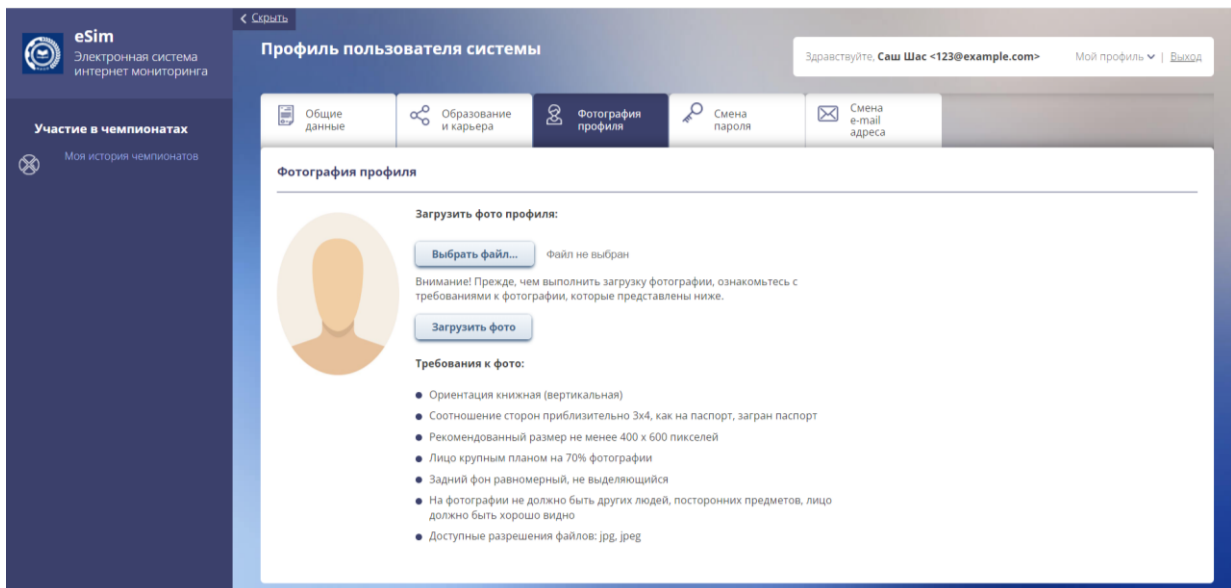 Скрыть
eSim
Электронная система
интернет мониторинга
Участие в чемпионатах
Моя история чемпионатов
Профиль пользователя системы
Здравствуйте, Саш Шас <123@example.com>
Мой профиль | Выход
Общие
данные
Образование
и карьера
Фотография
профиля
Смена
пароля
Смена
e-mail
адреса
Фотография профиля
Загрузить фото профиля:
Выбрать файл... Файл не выбран
Внимание! Прежде, чем выполнить загрузку фотографии, ознакомьтесь с
требованиями к фотографии, которые представлены ниже.
Загрузить фото
Требования к фото:
Ориентация книжная (вертикальная)
Соотношение сторон приблизительно 3х4, как на паспорт, загран паспорт
Рекомендованный размер не менее 400 х 600 пикселей
Лицо крупным планом на 70% фотографии
Задний фон равномерный, не выделяющийся
На фотографии не должно быть других людей, посторонних предметов, лицо
должно быть хорошо видно
Доступные разрешения файлов: jpg, jpeg